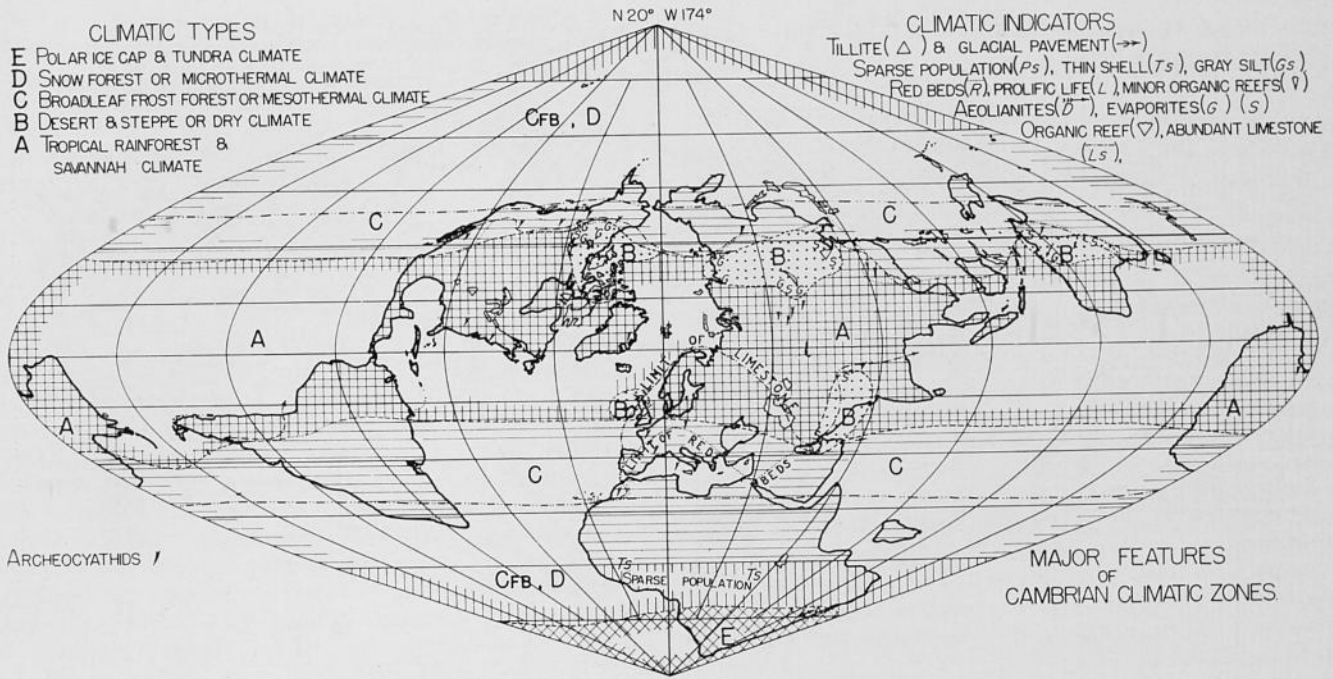 N 20° W 174°
CLIMATIC TYPES
E POLAR ICE CAP & TUNDRA CLIMATE
D SNOW FOREST OR MICROTHERMAL CLIMATE
C BROADLEAF FROST FOREST OR MESOTHERMAL CLIMATE
B DESERT & STEPPE OR DRY CLIMATE
A TROPICAL RAINFOREST &
SAVANNAH CLIMATE
CLIMATIC INDICATORS
TILLITE (△) & GLACIAL PAVEMENT (→→)
SPARSE POPULATION (Ps), THIN SHELL (Ts), GRAY SILT (Gs)
RED BEDS (R), PROLIFIC LIFE (L), MINOR ORGANIC REEFS (∇)
AEOLIANITES (D), EVAPORITES (G) (S)
ORGANIC REEF (▽), ABUNDANT LIMESTONE
(Ls),
CFB, D
C
C
B
B
B
A
A
LIMIT OF LIMESTONE
B
B
A
A
LIMIT OF RED BEDS
C
C
ARCHEOCYATHIDS
CFB, D
Ts SPARSE POPULATION Ts
E
MAJOR FEATURES
OF
CAMBRIAN CLIMATIC ZONES.